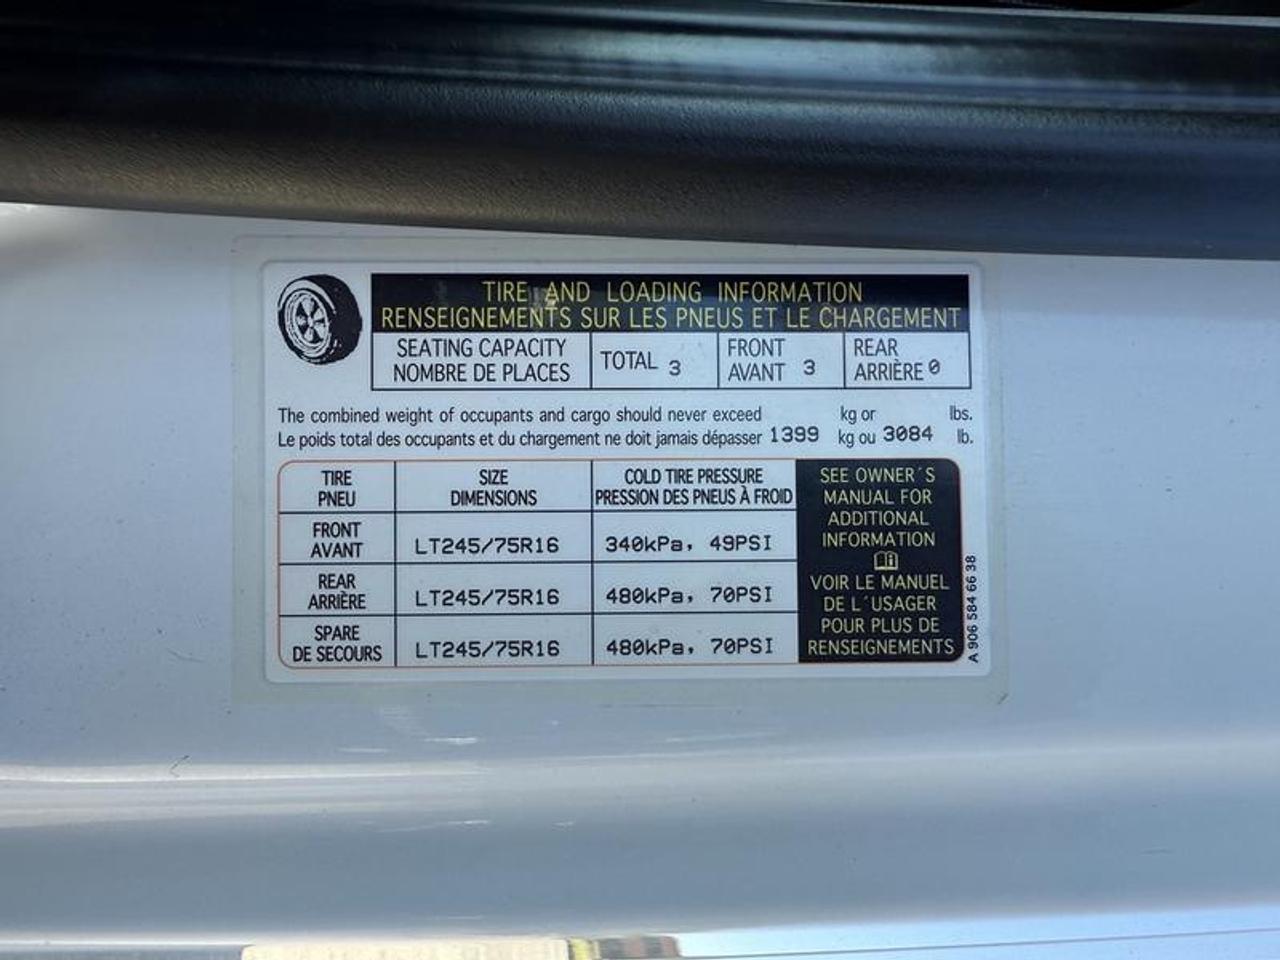 TIRE AND LOADING INFORMATION
RENSEIGNEMENTS SUR LES PNEUS ET LE CHARGEMENT
SEATING CAPACITY
NOMBRE DE PLACES
TOTAL 3
FRONT
AVANT 3
REAR
ARRIÈRE 0
The combined weight of occupants and cargo should never exceed kg or lbs.
Le poids total des occupants et du chargement ne doit jamais dépasser 1399 kg ou 3084 lb.
TIRE
PNEU
SIZE
DIMENSIONS
COLD TIRE PRESSURE
PRESSION DES PNEUS À FROID
FRONT
AVANT
LT245/75R16
340kPa, 49PSI
REAR
ARRIÈRE
LT245/75R16
480kPa, 70PSI
SPARE
DE SECOURS
LT245/75R16
480kPa, 70PSI
SEE OWNER´S
MANUAL FOR
ADDITIONAL
INFORMATION
VOIR LE MANUEL
DE L´USAGER
POUR PLUS DE
RENSEIGNEMENTS
A 906 584 66 38